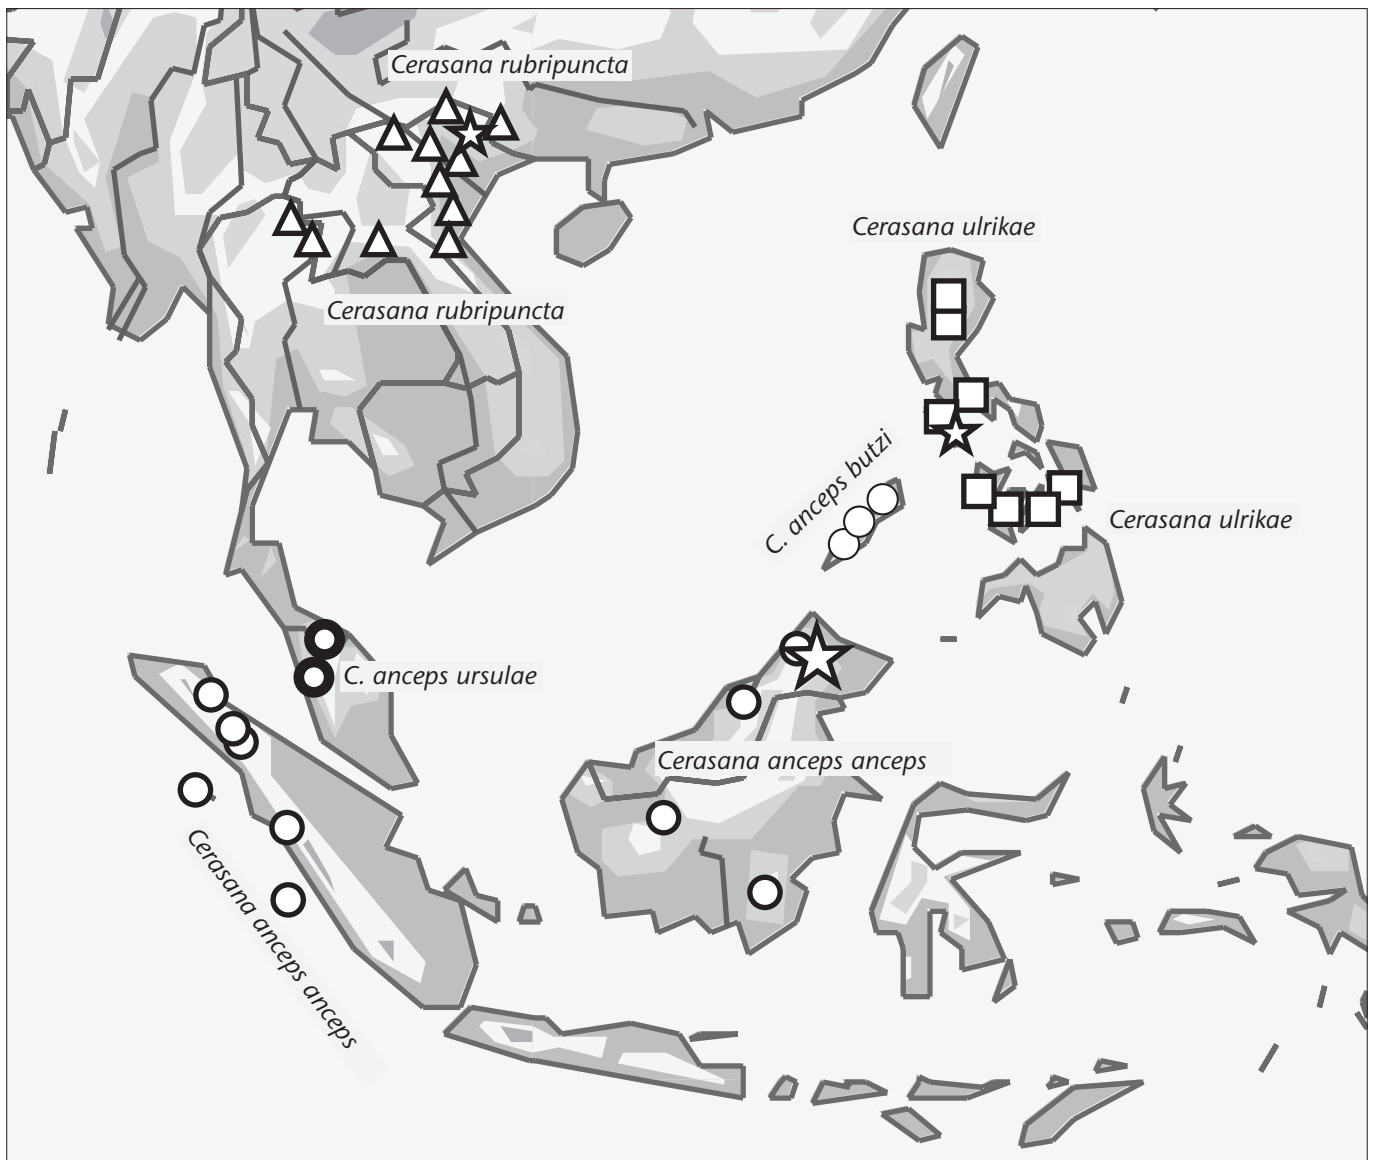 Cerasana rubripuncta
Cerasana ulrikae
Cerasana rubripuncta
C. anceps butzi
Cerasana ulrikae
C. anceps ursulae
Cerasana anceps anceps
Cerasana anceps anceps